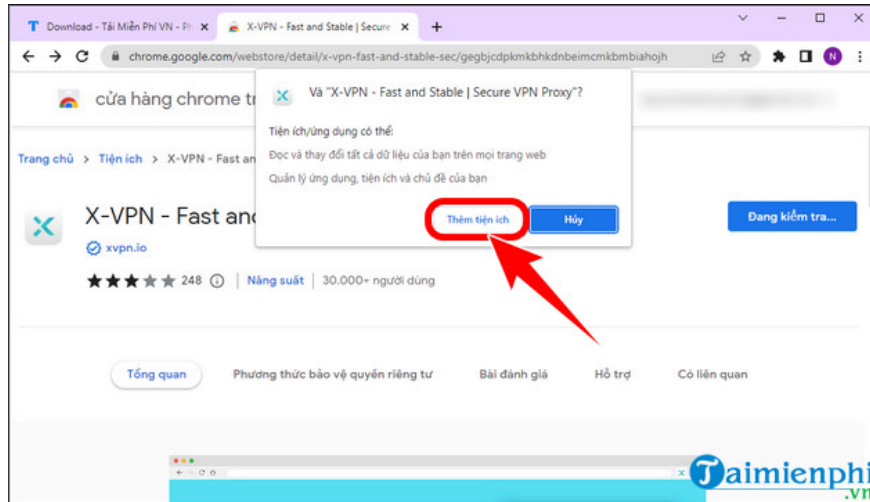 Download - Tải Miễn Phí VN - Ph
X-VPN - Fast and Stable | Secure
chrome.google.com/webstore/detail/x-vpn-fast-and-stable-sec/gegbjcdpkmkbhkdnbeimcmkbmbiahojh
N
cửa hàng chrome tr
Và "X-VPN - Fast and Stable | Secure VPN Proxy"?
Tiện ích/ứng dụng có thể:
Đọc và thay đổi tất cả dữ liệu của bạn trên mọi trang web
Quản lý ứng dụng, tiện ích và chủ đề của bạn
Thêm tiện ích
Hủy
Trang chủ > Tiện ích > X-VPN - Fast an
X-VPN - Fast and
Đang kiểm tra...
xvpn.io
248 | Năng suất | 30.000+ người dùng
Tổng quan Phương thức bảo vệ quyền riêng tư Bài đánh giá Hỗ trợ Có liên quan
Taimienphi
.vn